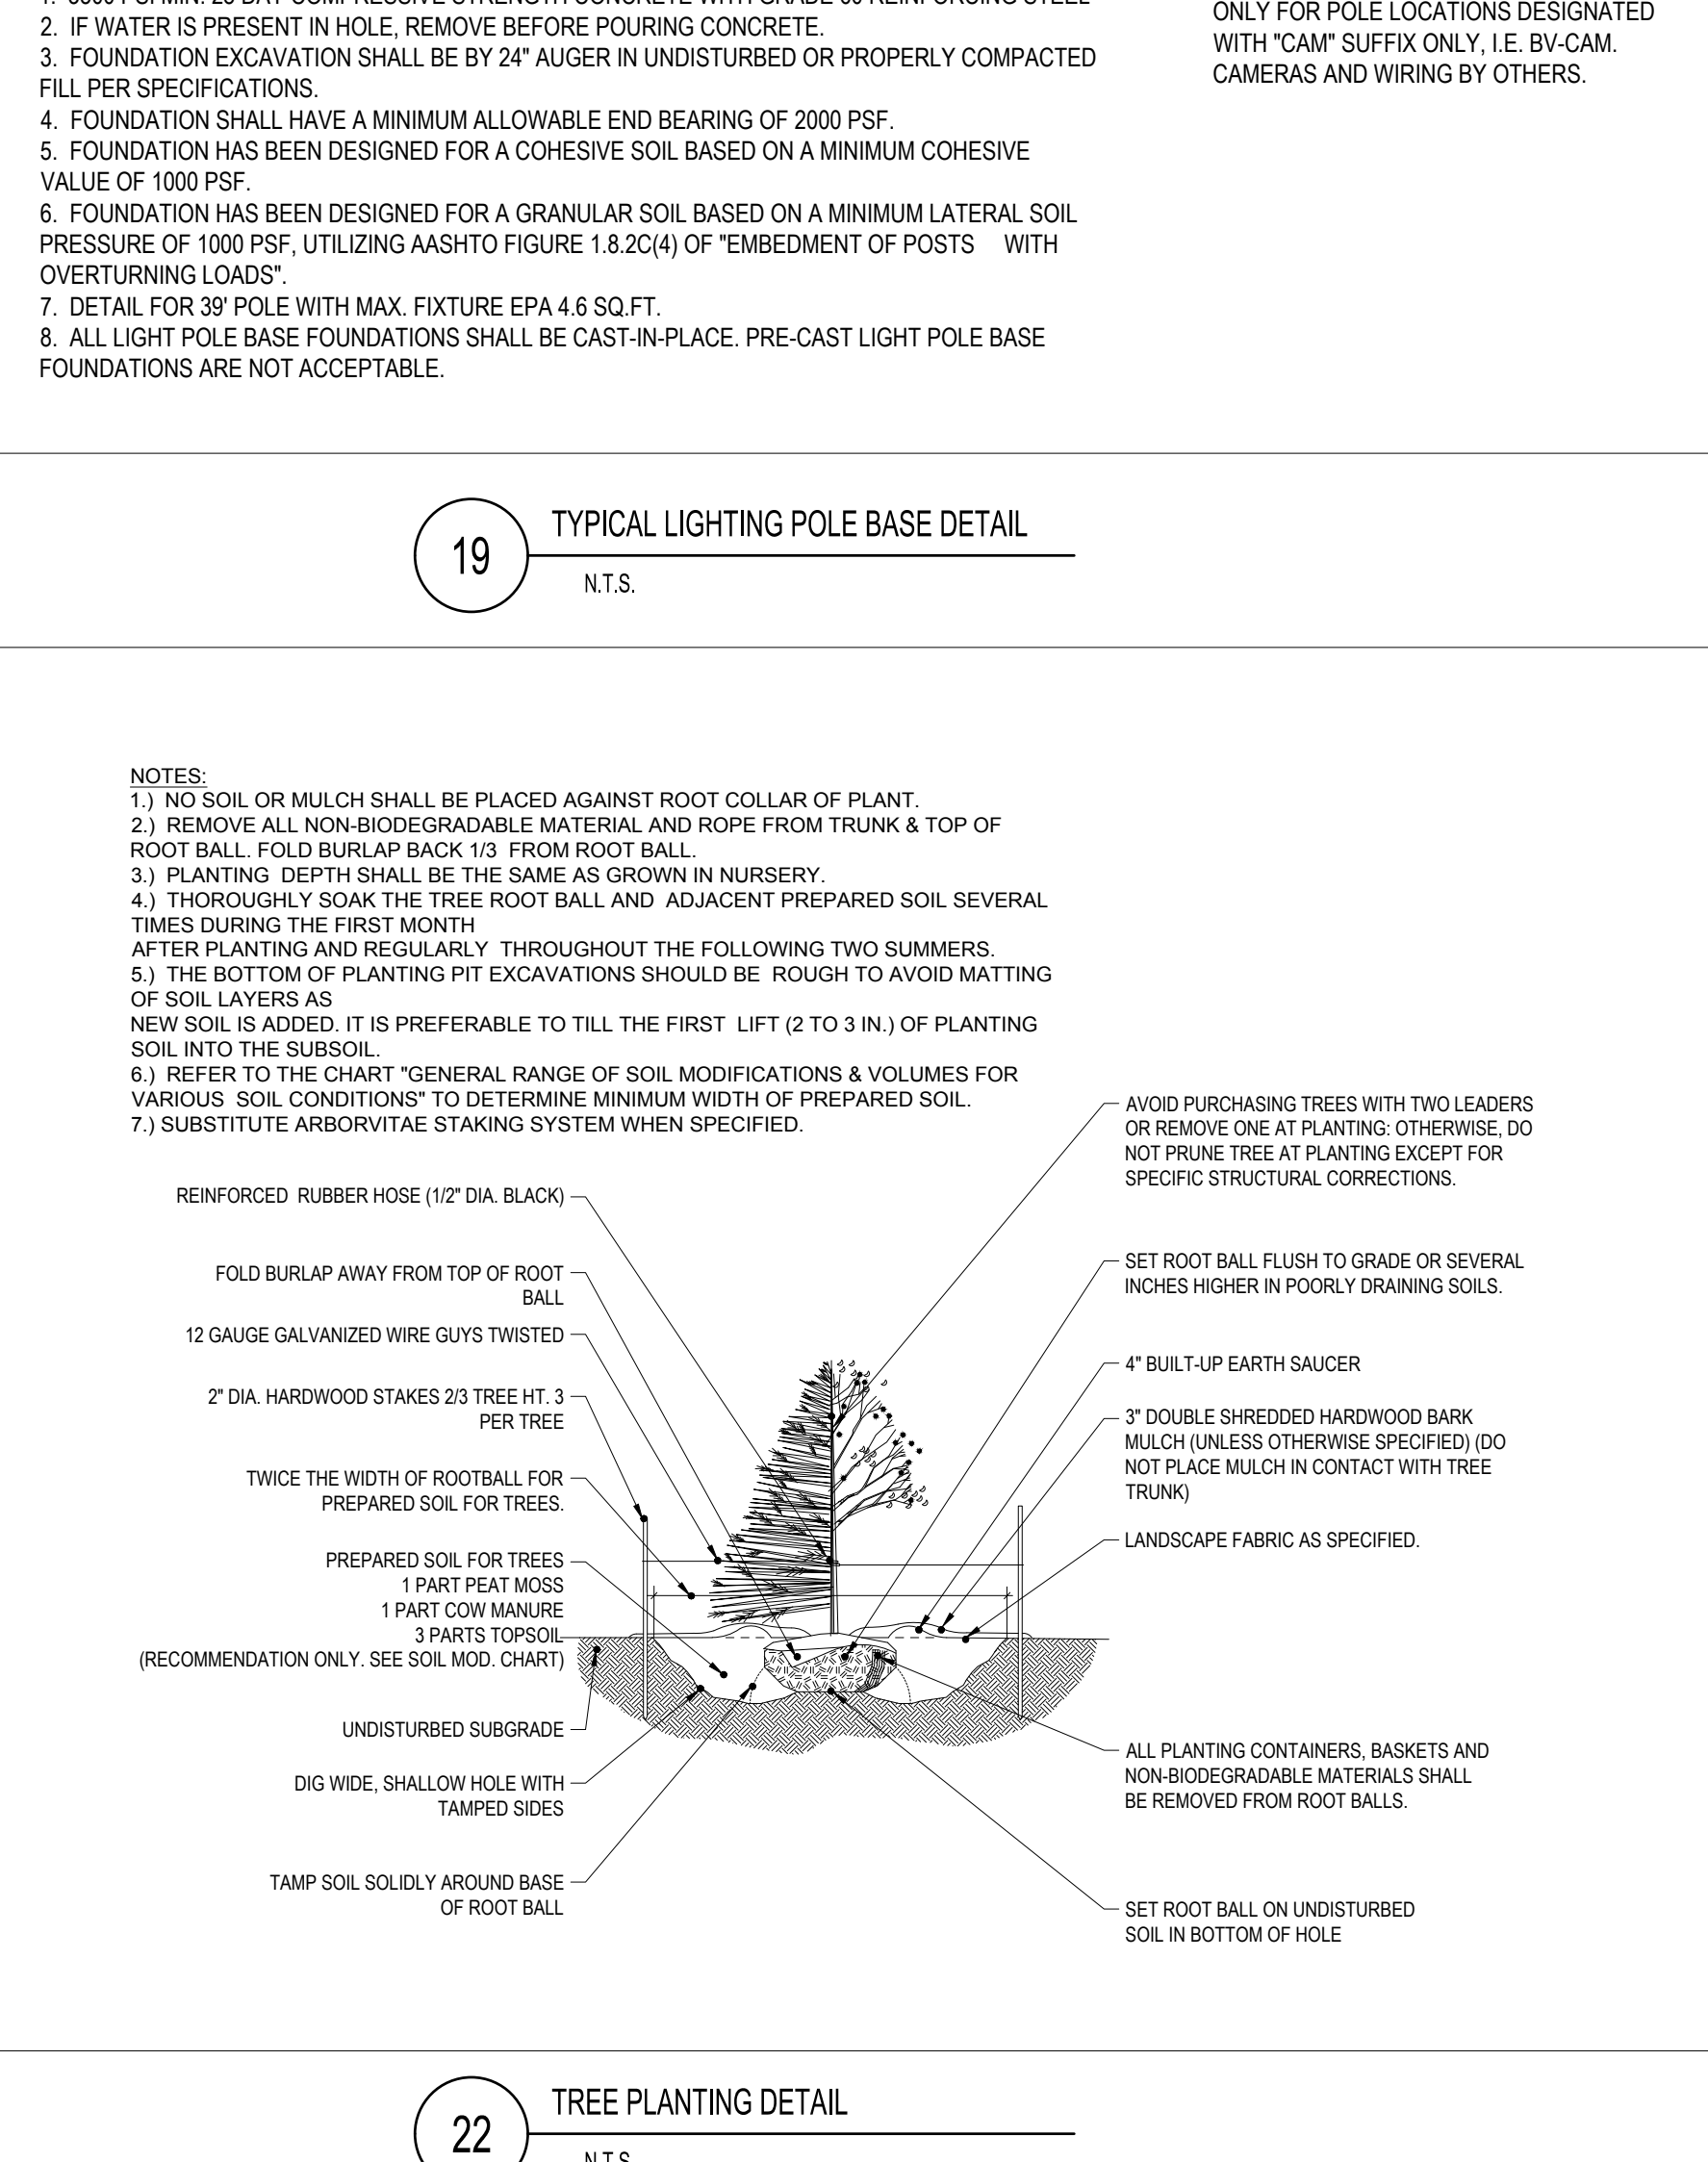 2. IF WATER IS PRESENT IN HOLE, REMOVE BEFORE POURING CONCRETE.
3. FOUNDATION EXCAVATION SHALL BE BY 24" AUGER IN UNDISTURBED OR PROPERLY COMPACTED
FILL PER SPECIFICATIONS.
4. FOUNDATION SHALL HAVE A MINIMUM ALLOWABLE END BEARING OF 2000 PSF.
5. FOUNDATION HAS BEEN DESIGNED FOR A COHESIVE SOIL BASED ON A MINIMUM COHESIVE
VALUE OF 1000 PSF.
6. FOUNDATION HAS BEEN DESIGNED FOR A GRANULAR SOIL BASED ON A MINIMUM LATERAL SOIL
PRESSURE OF 1000 PSF, UTILIZING AASHTO FIGURE 1.8.2C(4) OF "EMBEDMENT OF POSTS WITH
OVERTURNING LOADS".
7. DETAIL FOR 39' POLE WITH MAX. FIXTURE EPA 4.6 SQ.FT.
8. ALL LIGHT POLE BASE FOUNDATIONS SHALL BE CAST-IN-PLACE. PRE-CAST LIGHT POLE BASE
FOUNDATIONS ARE NOT ACCEPTABLE.
ONLY FOR POLE LOCATIONS DESIGNATED
WITH "CAM" SUFFIX ONLY, I.E. BV-CAM.
CAMERAS AND WIRING BY OTHERS.
19
TYPICAL LIGHTING POLE BASE DETAIL
N.T.S.
NOTES:
1.) NO SOIL OR MULCH SHALL BE PLACED AGAINST ROOT COLLAR OF PLANT.
2.) REMOVE ALL NON-BIODEGRADABLE MATERIAL AND ROPE FROM TRUNK & TOP OF
ROOT BALL. FOLD BURLAP BACK 1/3 FROM ROOT BALL.
3.) PLANTING DEPTH SHALL BE THE SAME AS GROWN IN NURSERY.
4.) THOROUGHLY SOAK THE TREE ROOT BALL AND ADJACENT PREPARED SOIL SEVERAL
TIMES DURING THE FIRST MONTH
AFTER PLANTING AND REGULARLY THROUGHOUT THE FOLLOWING TWO SUMMERS.
5.) THE BOTTOM OF PLANTING PIT EXCAVATIONS SHOULD BE ROUGH TO AVOID MATTING
OF SOIL LAYERS AS
NEW SOIL IS ADDED. IT IS PREFERABLE TO TILL THE FIRST LIFT (2 TO 3 IN.) OF PLANTING
SOIL INTO THE SUBSOIL.
6.) REFER TO THE CHART "GENERAL RANGE OF SOIL MODIFICATIONS & VOLUMES FOR
VARIOUS SOIL CONDITIONS" TO DETERMINE MINIMUM WIDTH OF PREPARED SOIL.
7.) SUBSTITUTE ARBORVITAE STAKING SYSTEM WHEN SPECIFIED.
REINFORCED RUBBER HOSE (1/2" DIA. BLACK)
FOLD BURLAP AWAY FROM TOP OF ROOT
BALL
12 GAUGE GALVANIZED WIRE GUYS TWISTED
2" DIA. HARDWOOD STAKES 2/3 TREE HT. 3
PER TREE
TWICE THE WIDTH OF ROOTBALL FOR
PREPARED SOIL FOR TREES.
PREPARED SOIL FOR TREES
1 PART PEAT MOSS
1 PART COW MANURE
3 PARTS TOPSOIL
(RECOMMENDATION ONLY. SEE SOIL MOD. CHART)
UNDISTURBED SUBGRADE
DIG WIDE, SHALLOW HOLE WITH
TAMPED SIDES
TAMP SOIL SOLIDLY AROUND BASE
OF ROOT BALL
AVOID PURCHASING TREES WITH TWO LEADERS
OR REMOVE ONE AT PLANTING: OTHERWISE, DO
NOT PRUNE TREE AT PLANTING EXCEPT FOR
SPECIFIC STRUCTURAL CORRECTIONS.
SET ROOT BALL FLUSH TO GRADE OR SEVERAL
INCHES HIGHER IN POORLY DRAINING SOILS.
4" BUILT-UP EARTH SAUCER
3" DOUBLE SHREDDED HARDWOOD BARK
MULCH (UNLESS OTHERWISE SPECIFIED) (DO
NOT PLACE MULCH IN CONTACT WITH TREE
TRUNK)
LANDSCAPE FABRIC AS SPECIFIED.
ALL PLANTING CONTAINERS, BASKETS AND
NON-BIODEGRADABLE MATERIALS SHALL
BE REMOVED FROM ROOT BALLS.
SET ROOT BALL ON UNDISTURBED
SOIL IN BOTTOM OF HOLE
22
TREE PLANTING DETAIL
N.T.S.